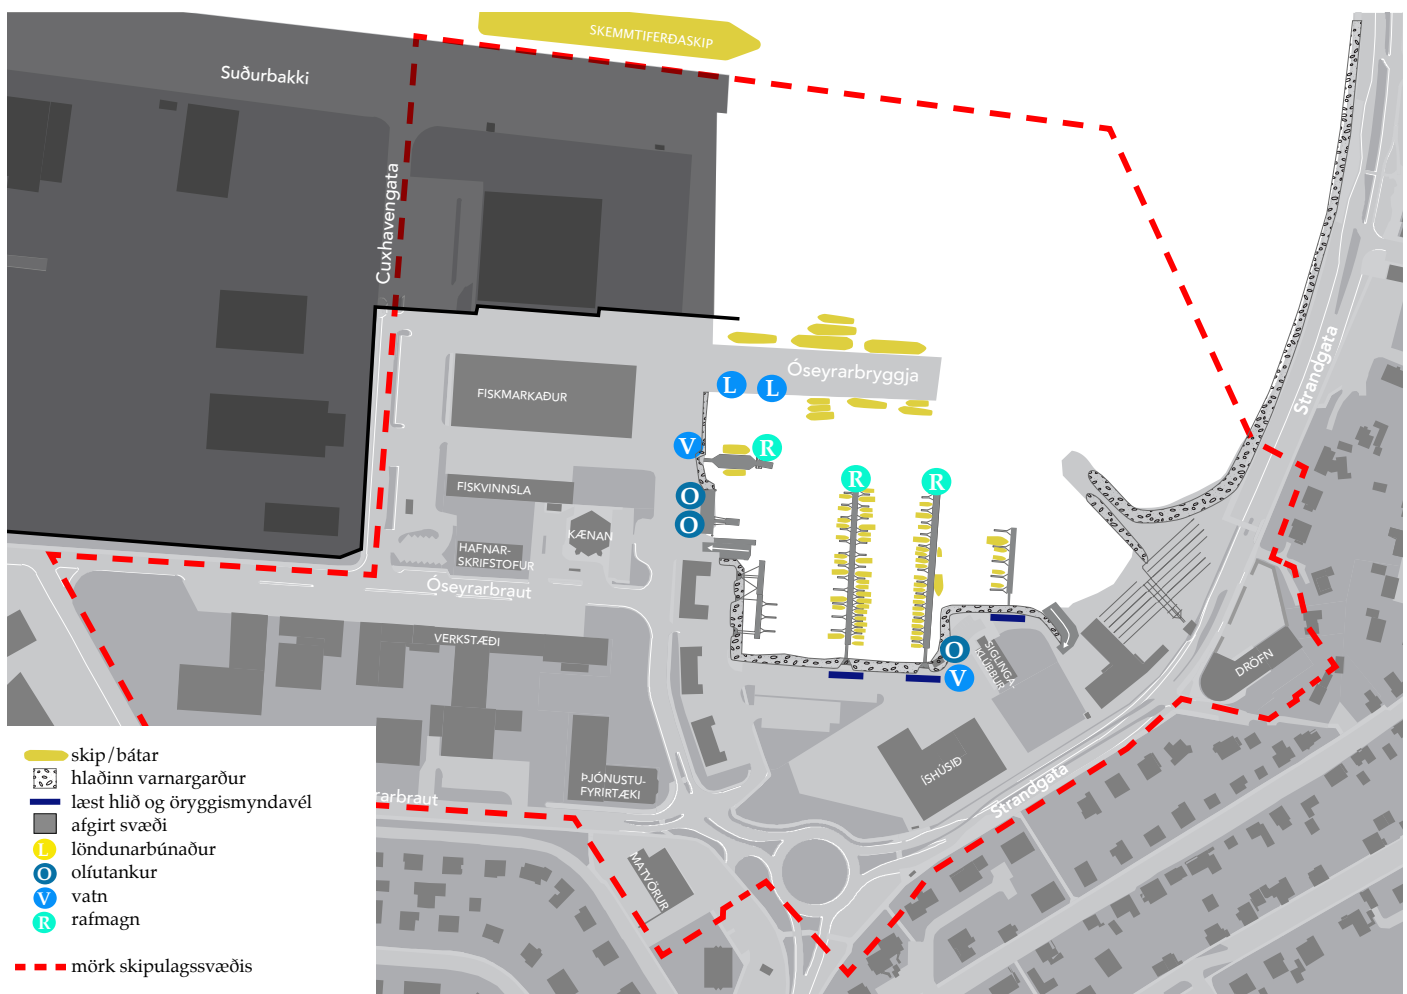 SKEMMTIFERÐASKIP
Suðurbakki
Cuxhavengata
Strandgata
Óseyrarbryggja
L
L
FISKMARKAÐUR
V
R
R
R
FISKVINNSLA
O
O
KÆNAN
HAFNAR-
SKRIFSTOFUR
Óseyrarbraut
VERKSTÆÐI
O
V
SIGLINGA-
KLÚBBUR
DRÖFN
ÍSHÚSIÐ
Strandgata
ÞJÓNUSTU-
FYRIRTÆKI
rarbraut
MATVÖRUR
skip/bátar
hlaðinn varnargarður
læst hlið og öryggismyndavél
afgirt svæði
L löndunarbúnaður
O olíutankur
V vatn
R rafmagn
mörk skipulagssvæðis